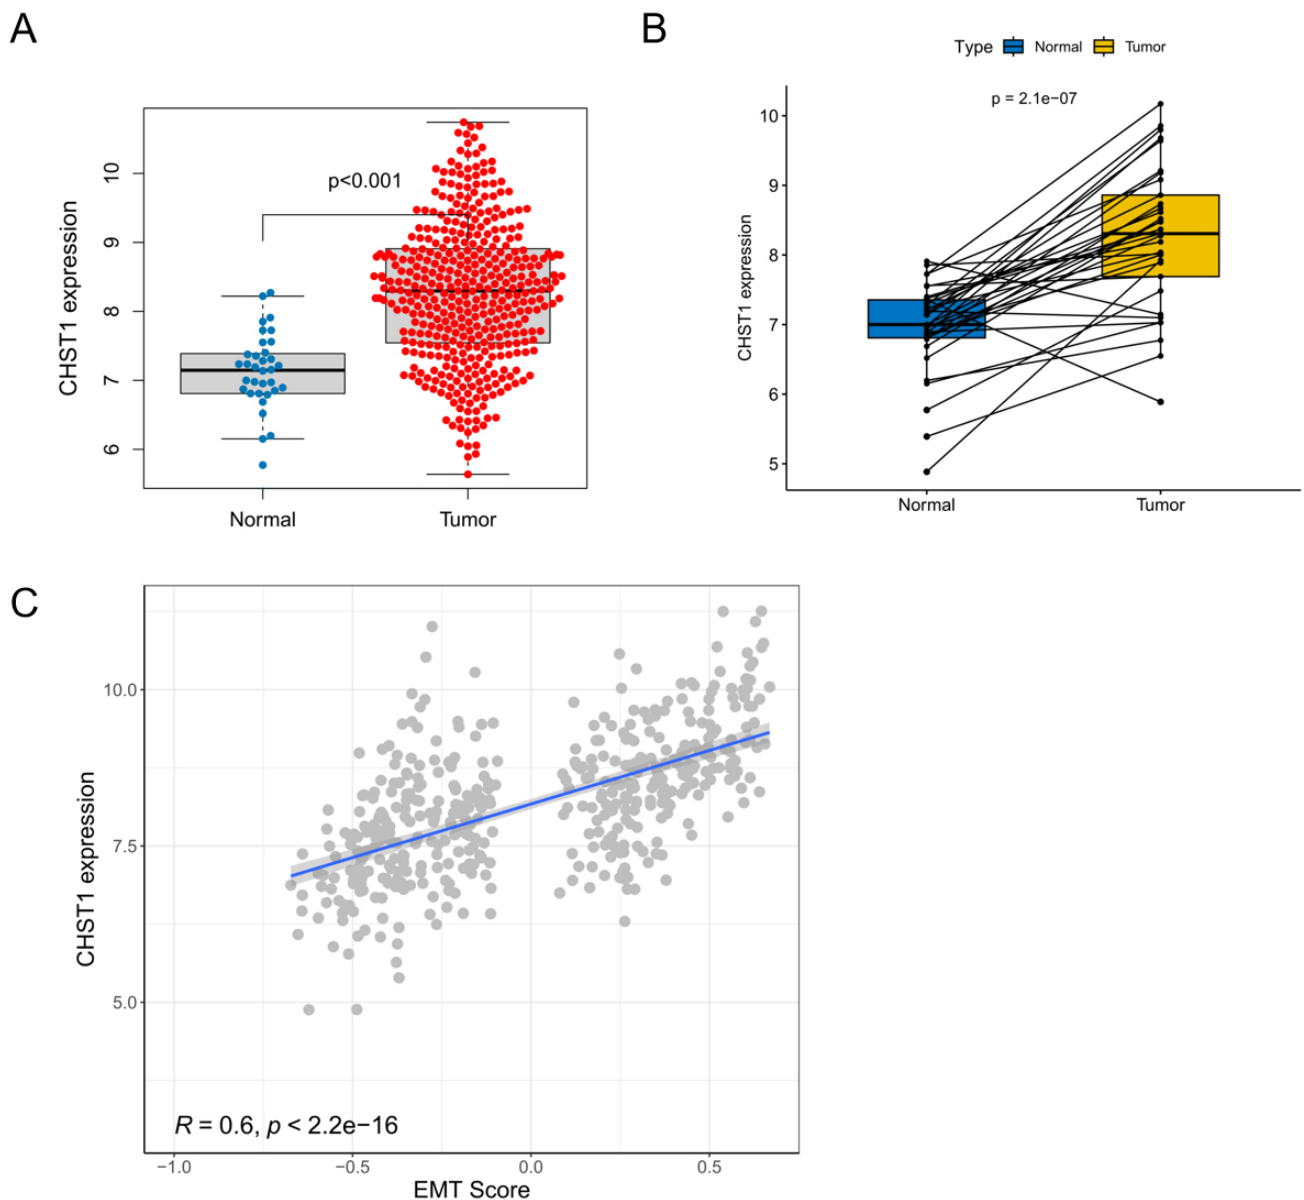 A
CHST1 expression
10
9
8
7
6
p<0.001
Normal Tumor
B
Type Normal Tumor
p = 2.1e−07
CHST1 expression
10
9
8
7
6
5
Normal Tumor
C
CHST1 expression
10.0
7.5
5.0
R = 0.6, p < 2.2e−16
−1.0 −0.5 0.0 0.5
EMT Score